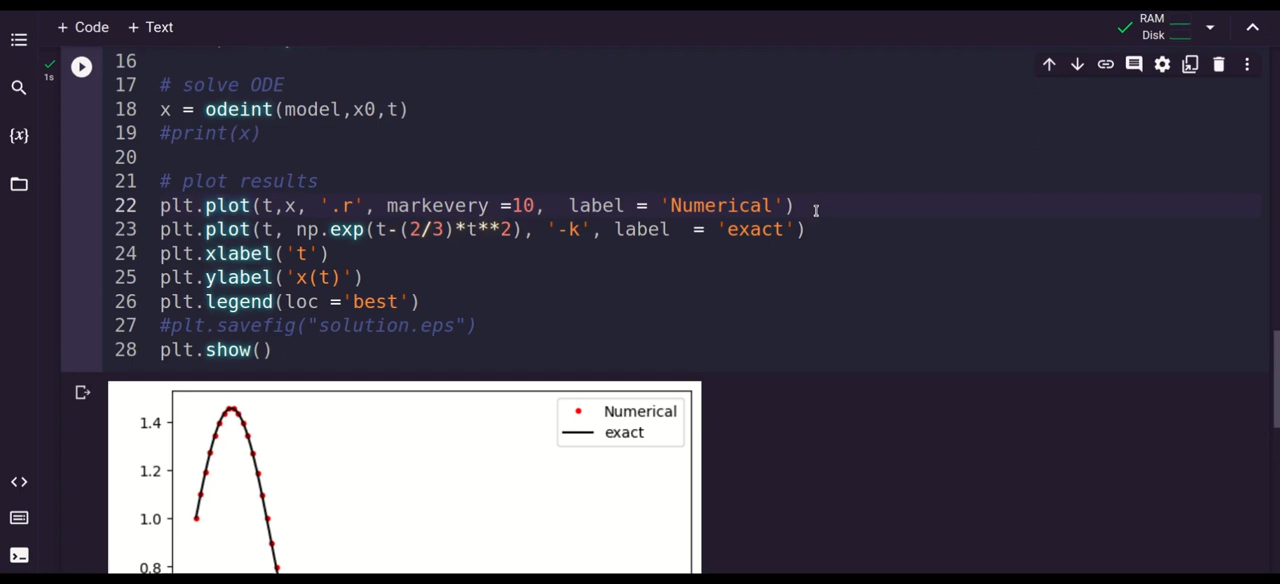 + Code + Text
RAM
Disk
16
17 # solve ODE
18 x = odeint(model,x0,t)
19 #print(x)
20
21 # plot results
22 plt.plot(t,x, '.r', markevery =10,  label = 'Numerical')
23 plt.plot(t, np.exp(t-(2/3)*t**2), '-k', label  = 'exact')
24 plt.xlabel('t')
25 plt.ylabel('x(t)')
26 plt.legend(loc ='best')
27 #plt.savefig("solution.eps")
28 plt.show()
1s
{x}
Numerical
exact
1.4
1.2
1.0
0.8